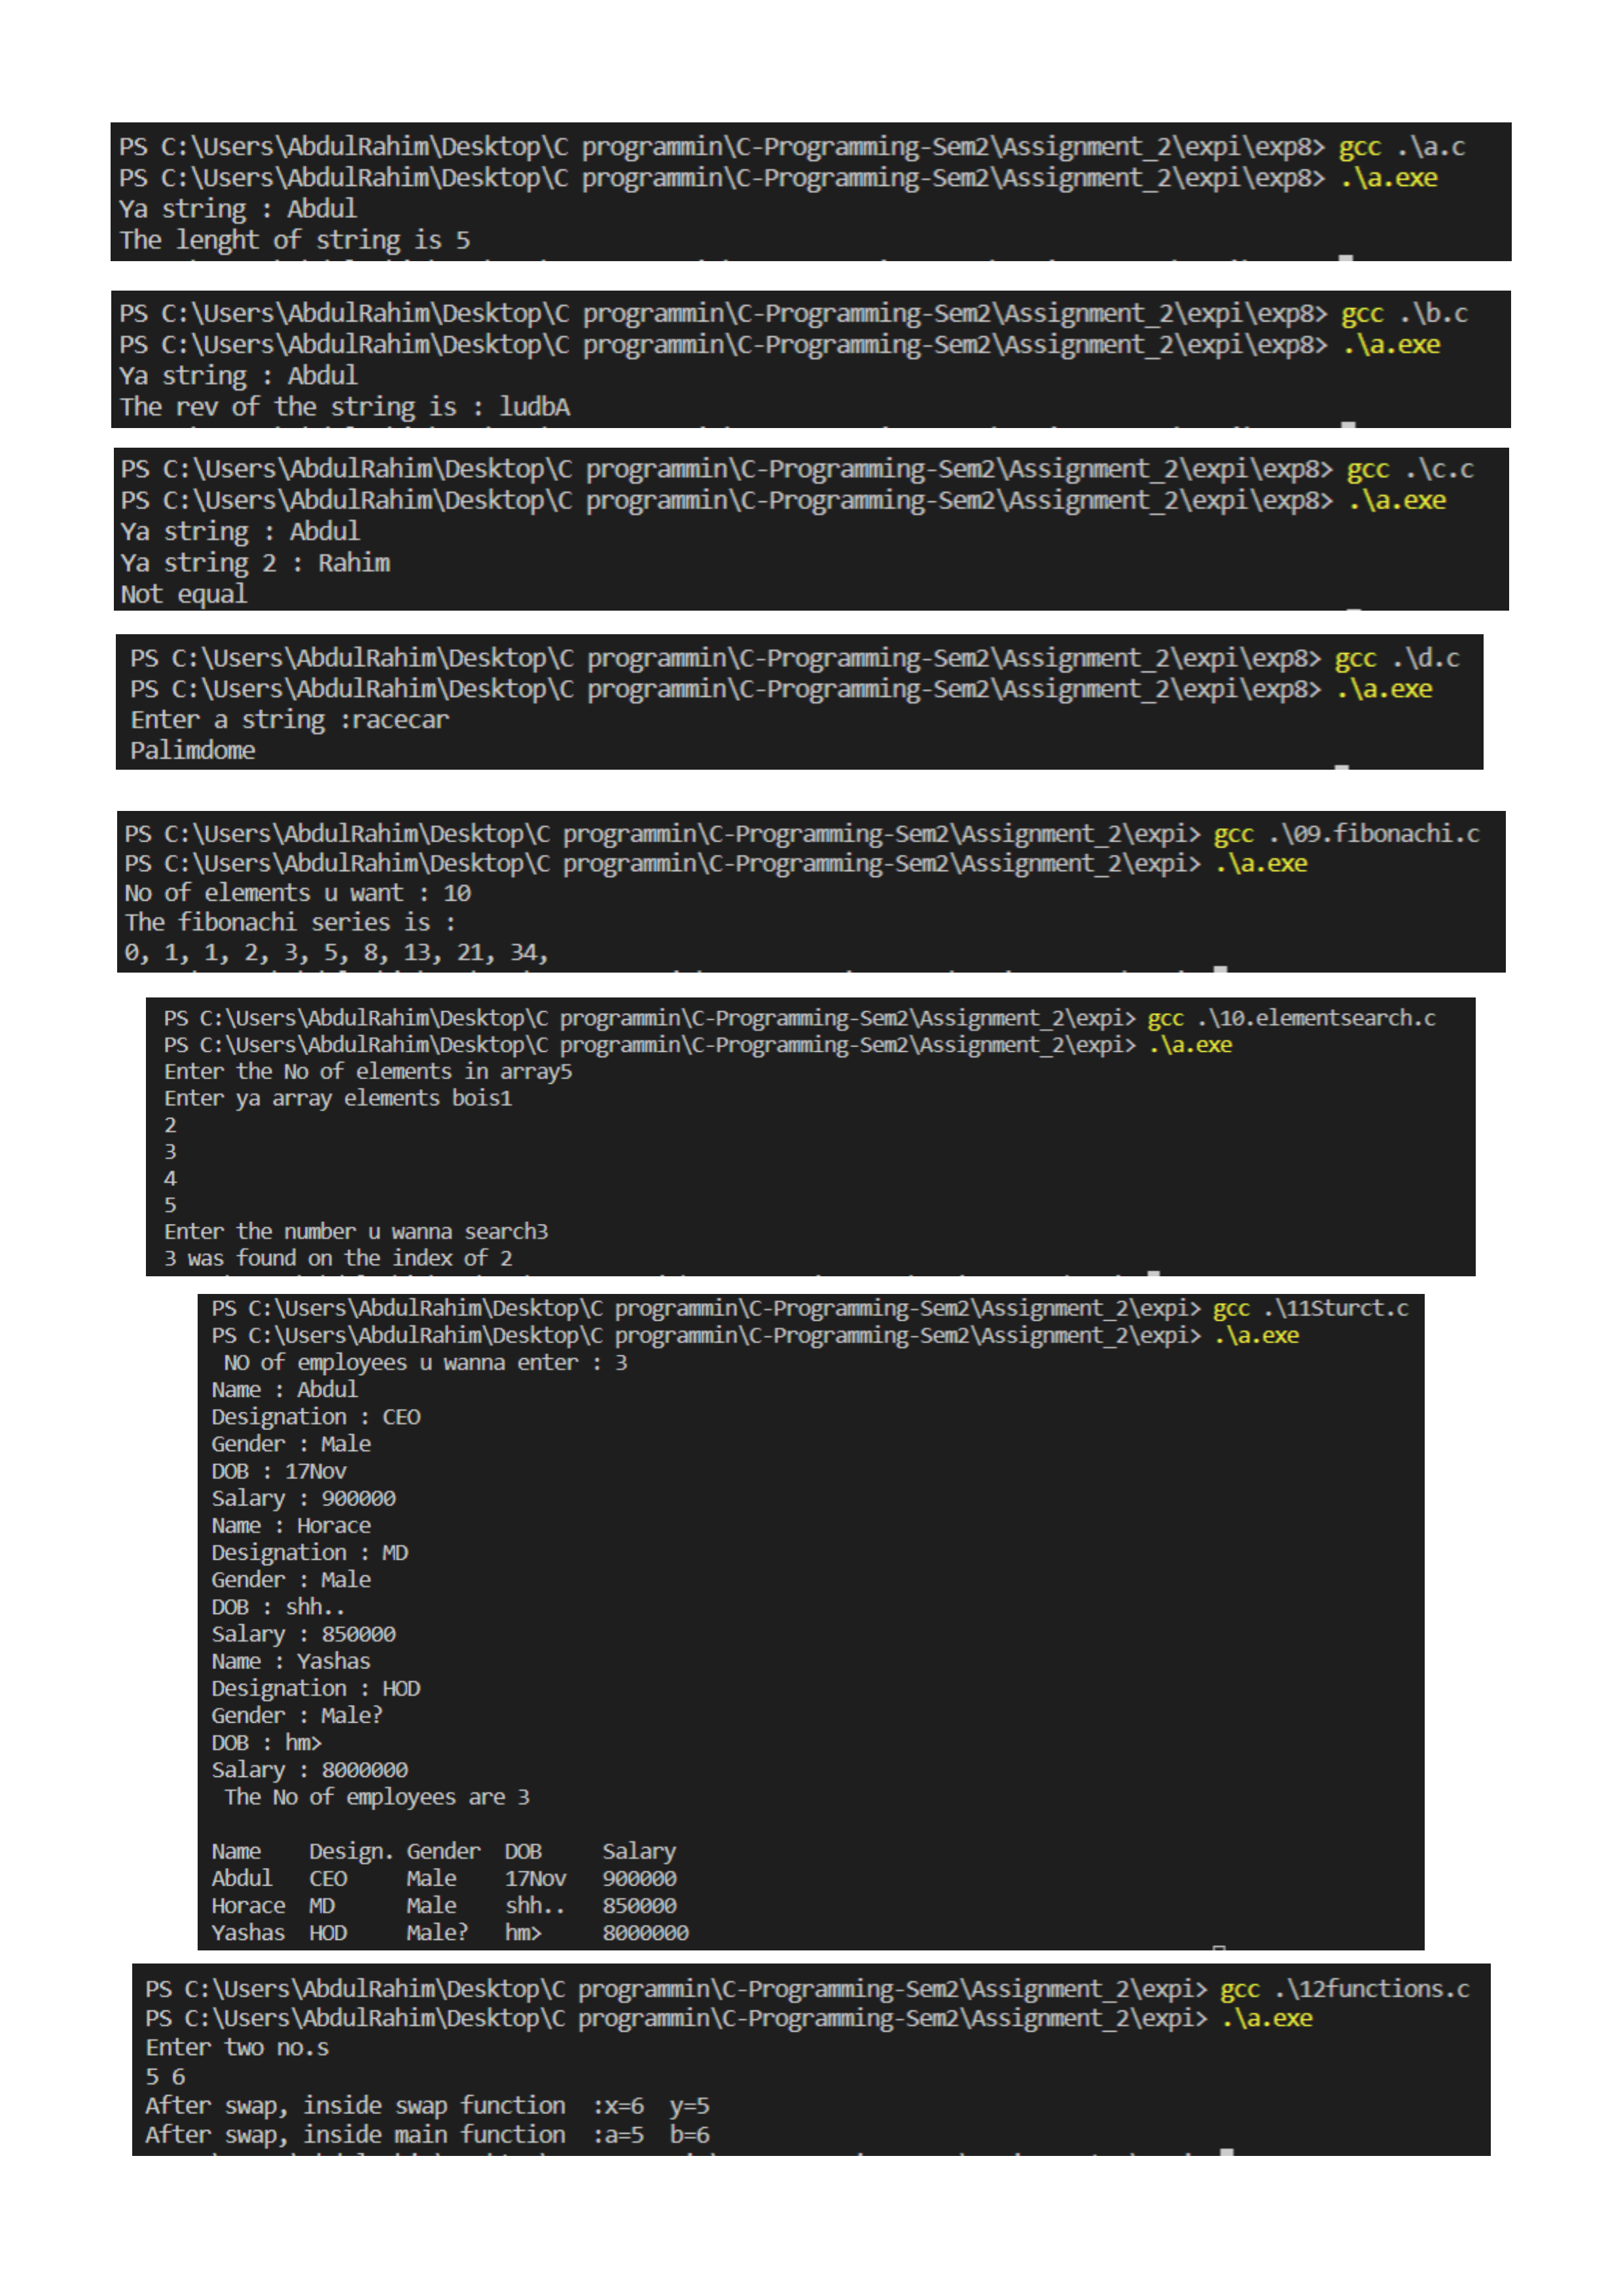 PS C:\Users\AbdulRahim\Desktop\C programmin\C-Programming-Sem2\Assignment_2\expi\exp8> gcc .\a.c
PS C:\Users\AbdulRahim\Desktop\C programmin\C-Programming-Sem2\Assignment_2\expi\exp8> .\a.exe
Ya string : Abdul
The lenght of string is 5
PS C:\Users\AbdulRahim\Desktop\C programmin\C-Programming-Sem2\Assignment_2\expi\exp8> gcc .\b.c
PS C:\Users\AbdulRahim\Desktop\C programmin\C-Programming-Sem2\Assignment_2\expi\exp8> .\a.exe
Ya string : Abdul
The rev of the string is : ludbA
PS C:\Users\AbdulRahim\Desktop\C programmin\C-Programming-Sem2\Assignment_2\expi\exp8> gcc .\c.c
PS C:\Users\AbdulRahim\Desktop\C programmin\C-Programming-Sem2\Assignment_2\expi\exp8> .\a.exe
Ya string : Abdul
Ya string 2 : Rahim
Not equal
PS C:\Users\AbdulRahim\Desktop\C programmin\C-Programming-Sem2\Assignment_2\expi\exp8> gcc .\d.c
PS C:\Users\AbdulRahim\Desktop\C programmin\C-Programming-Sem2\Assignment_2\expi\exp8> .\a.exe
Enter a string :racecar
Palimdome
PS C:\Users\AbdulRahim\Desktop\C programmin\C-Programming-Sem2\Assignment_2\expi> gcc .\09.fibonachi.c
PS C:\Users\AbdulRahim\Desktop\C programmin\C-Programming-Sem2\Assignment_2\expi> .\a.exe
No of elements u want : 10
The fibonachi series is :
0, 1, 1, 2, 3, 5, 8, 13, 21, 34,
PS C:\Users\AbdulRahim\Desktop\C programmin\C-Programming-Sem2\Assignment_2\expi> gcc .\10.elementsearch.c
PS C:\Users\AbdulRahim\Desktop\C programmin\C-Programming-Sem2\Assignment_2\expi> .\a.exe
Enter the No of elements in array5
Enter ya array elements bois1
2
3
4
5
Enter the number u wanna search3
3 was found on the index of 2
PS C:\Users\AbdulRahim\Desktop\C programmin\C-Programming-Sem2\Assignment_2\expi> gcc .\11Sturct.c
PS C:\Users\AbdulRahim\Desktop\C programmin\C-Programming-Sem2\Assignment_2\expi> .\a.exe
NO of employees u wanna enter : 3
Name : Abdul
Designation : CEO
Gender : Male
DOB : 17Nov
Salary : 900000
Name : Horace
Designation : MD
Gender : Male
DOB : shh..
Salary : 850000
Name : Yashas
Designation : HOD
Gender : Male?
DOB : hm>
Salary : 8000000
The No of employees are 3
Name Design. Gender DOB Salary
Abdul CEO Male 17Nov 900000
Horace MD Male shh.. 850000
Yashas HOD Male? hm> 8000000
PS C:\Users\AbdulRahim\Desktop\C programmin\C-Programming-Sem2\Assignment_2\expi> gcc .\12functions.c
PS C:\Users\AbdulRahim\Desktop\C programmin\C-Programming-Sem2\Assignment_2\expi> .\a.exe
Enter two no.s
5 6
After swap, inside swap function :x=6 y=5
After swap, inside main function :a=5 b=6